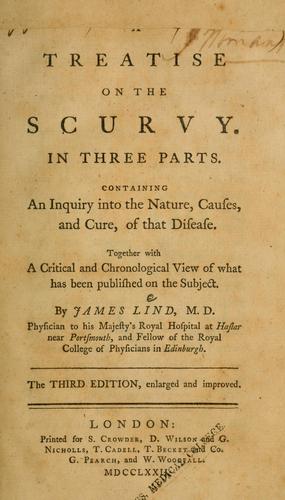 A
TREATISE
ON THE
SCURVY.
IN THREE PARTS.
CONTAINING
An Inquiry into the Nature, Cauſes,
and Cure, of that Diſeaſe.
Together with
A Critical and Chronological View of what
has been publiſhed on the Subject.
By JAMES LIND, M. D.
Phyſician to his Majeſty's Royal Hoſpital at Haſlar
near Portſmouth, and Fellow of the Royal
College of Phyſicians in Edinburgh.
The THIRD EDITION, enlarged and improved.
LONDON:
Printed for S. CROWDER, D. WILSON and G.
NICHOLLS, T. CADELL, T. BECKET and Co.
G. PEARCH, and W. WOODFALL.
MDCCLXXII.
MEDICAL